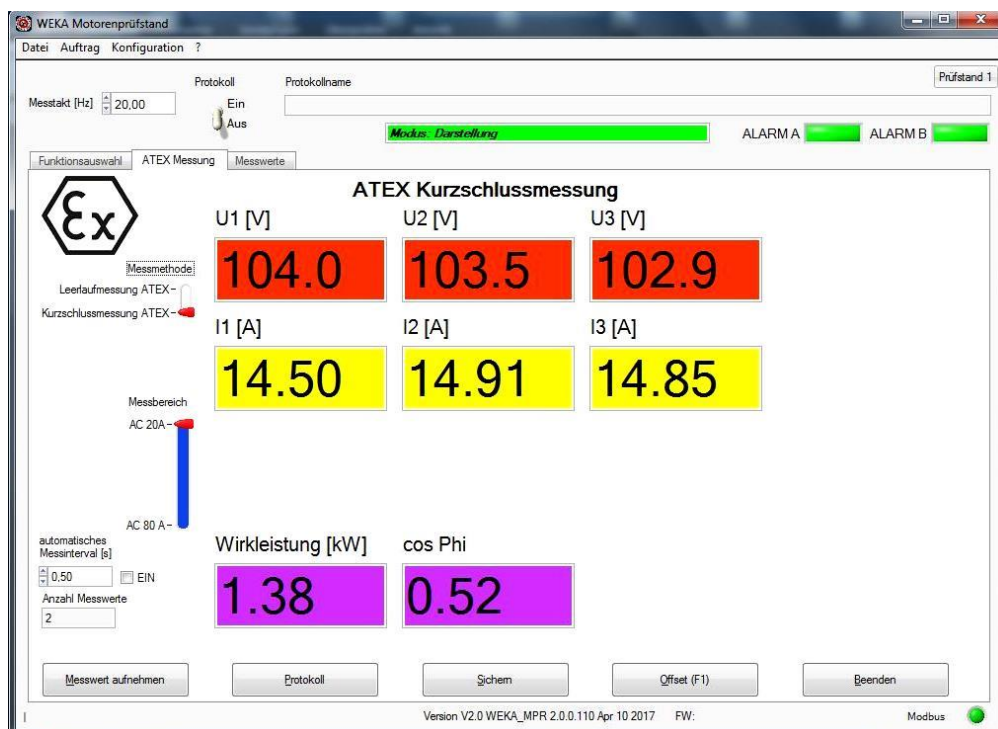 WEKA Motorenprüfstand
Datei Auftrag Konfiguration ?
Prüfstand 1
Protokoll
Protokollname
Messtakt [Hz] 20,00
Ein
Aus
Modus: Darstellung
ALARM A
ALARM B
Funktionsauswahl ATEX Messung Messwerte
Ex
ATEX Kurzschlussmessung
U1 [V] U2 [V] U3 [V]
104.0 103.5 102.9
Messmethode
Leerlaufmessung ATEX
Kurzschlussmessung ATEX
I1 [A] I2 [A] I3 [A]
14.50 14.91 14.85
Messbereich
AC 20A
AC 80 A
automatisches
Messinterval [s]
0,50 EIN
Anzahl Messwerte
2
Wirkleistung [kW] cos Phi
1.38 0.52
Messwert aufnehmen Protokoll Sichern Offset (F1) Beenden
Version V2.0 WEKA_MPR 2.0.0.110 Apr 10 2017 FW: Modbus